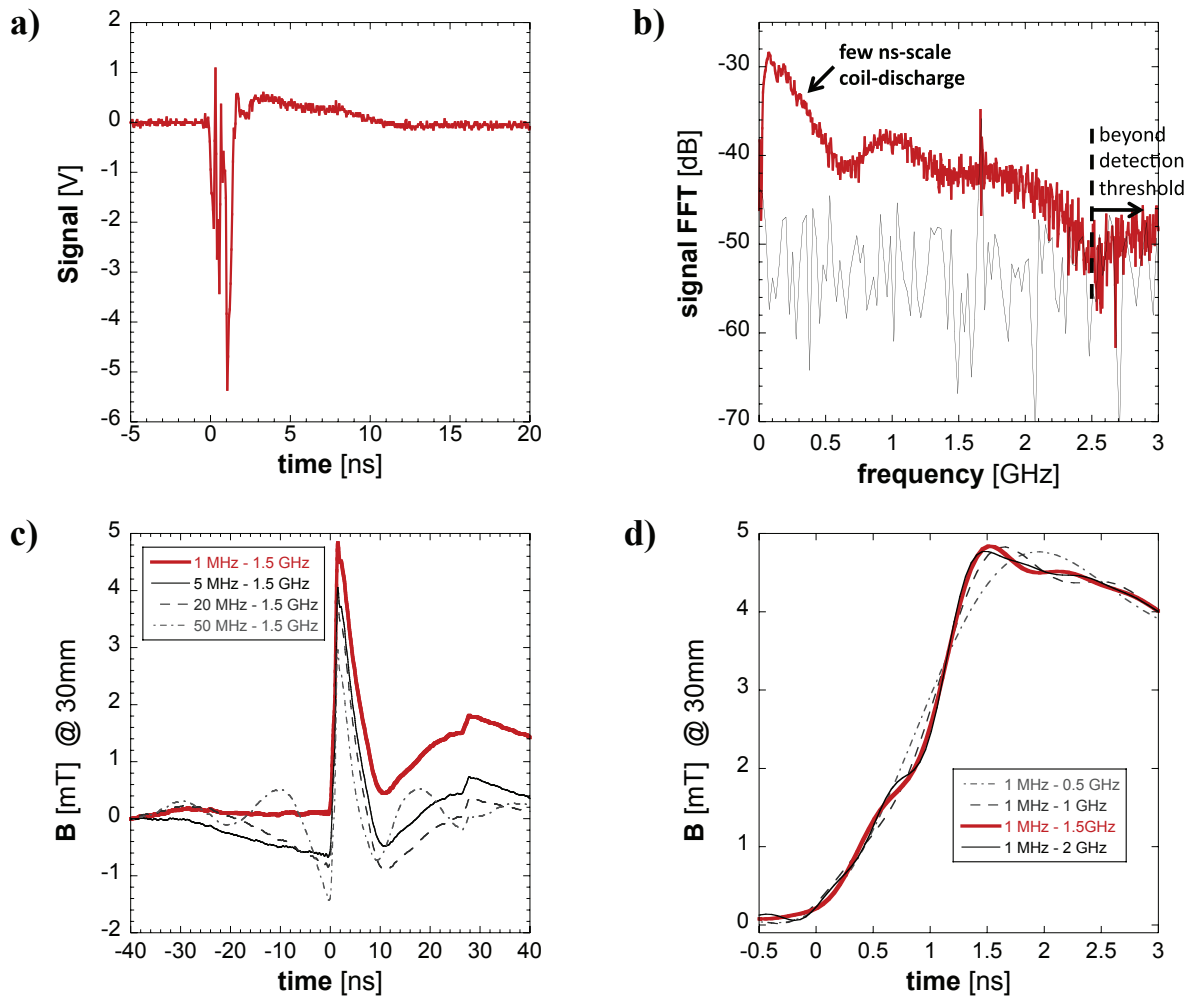 a)
Signal [V]
2
1
0
-1
-2
-3
-4
-5
-6
-5
0
5
10
15
20
time [ns]
b)
signal FFT [dB]
-30
-40
-50
-60
-70
few ns-scale
coil-discharge
beyond
detection
threshold
0
0.5
1
1.5
2
2.5
3
frequency [GHz]
c)
B [mT] @ 30mm
5
4
3
2
1
0
-1
-2
1 MHz - 1.5 GHz
5 MHz - 1.5 GHz
20 MHz - 1.5 GHz
50 MHz - 1.5 GHz
-40
-30
-20
-10
0
10
20
30
40
time [ns]
d)
B [mT] @ 30mm
5
4
3
2
1
0
1 MHz - 0.5 GHz
1 MHz - 1 GHz
1 MHz - 1.5GHz
1 MHz - 2 GHz
-0.5
0
0.5
1
1.5
2
2.5
3
time [ns]